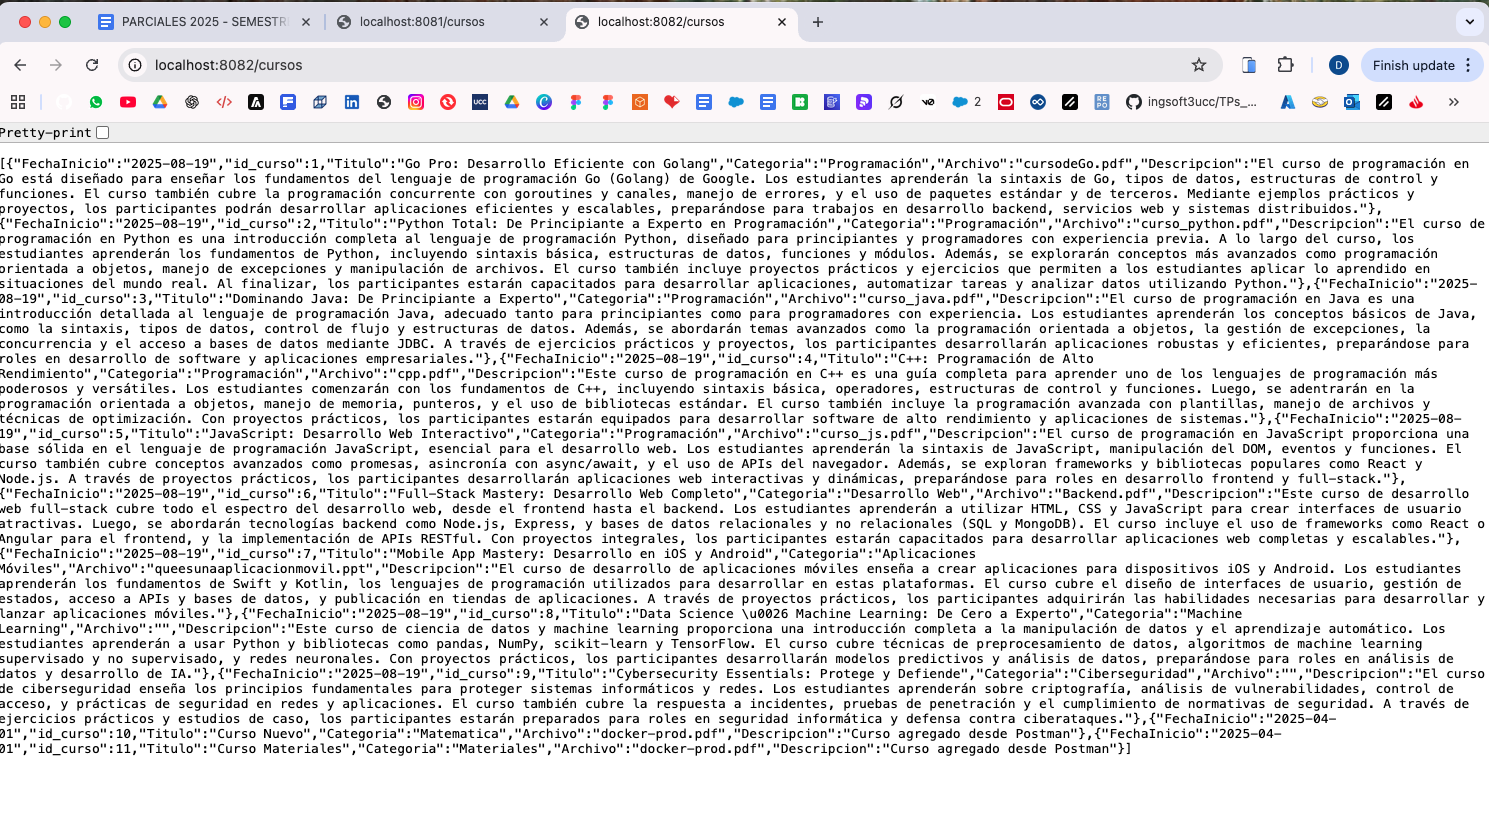 PARCIALES 2025 - SEMESTR
localhost:8081/cursos
localhost:8082/cursos
localhost:8082/cursos
D
Finish update
UCC
2
RE
PO
ingsoft3ucc/TPs_...
Pretty-print
[{"FechaInicio":"2025-08-19","id_curso":1,"Titulo":"Go Pro: Desarrollo Eficiente con Golang","Categoria":"Programación","Archivo":"cursodeGo.pdf","Descripcion":"El curso de programación en
Go está diseñado para enseñar los fundamentos del lenguaje de programación Go (Golang) de Google. Los estudiantes aprenderán la sintaxis de Go, tipos de datos, estructuras de control y
funciones. El curso también cubre la programación concurrente con goroutines y canales, manejo de errores, y el uso de paquetes estándar y de terceros. Mediante ejemplos prácticos y
proyectos, los participantes podrán desarrollar aplicaciones eficientes y escalables, preparándose para trabajos en desarrollo backend, servicios web y sistemas distribuidos."},
{"FechaInicio":"2025-08-19","id_curso":2,"Titulo":"Python Total: De Principiante a Experto en Programación","Categoria":"Programación","Archivo":"curso_python.pdf","Descripcion":"El curso de
programación en Python es una introducción completa al lenguaje de programación Python, diseñado para principiantes y programadores con experiencia previa. A lo largo del curso, los
estudiantes aprenderán los fundamentos de Python, incluyendo sintaxis básica, estructuras de datos, funciones y módulos. Además, se explorarán conceptos más avanzados como programación
orientada a objetos, manejo de excepciones y manipulación de archivos. El curso también incluye proyectos prácticos y ejercicios que permiten a los estudiantes aplicar lo aprendido en
situaciones del mundo real. Al finalizar, los participantes estarán capacitados para desarrollar aplicaciones, automatizar tareas y analizar datos utilizando Python."},{"FechaInicio":"2025-
08-19","id_curso":3,"Titulo":"Dominando Java: De Principiante a Experto","Categoria":"Programación","Archivo":"curso_java.pdf","Descripcion":"El curso de programación en Java es una
introducción detallada al lenguaje de programación Java, adecuado tanto para principiantes como para programadores con experiencia. Los estudiantes aprenderán los conceptos básicos de Java,
como la sintaxis, tipos de datos, control de flujo y estructuras de datos. Además, se abordarán temas avanzados como la programación orientada a objetos, la gestión de excepciones, la
concurrencia y el acceso a bases de datos mediante JDBC. A través de ejercicios prácticos y proyectos, los participantes desarrollarán aplicaciones robustas y eficientes, preparándose para
roles en desarrollo de software y aplicaciones empresariales."},{"FechaInicio":"2025-08-19","id_curso":4,"Titulo":"C++: Programación de Alto
Rendimiento","Categoria":"Programación","Archivo":"cpp.pdf","Descripcion":"Este curso de programación en C++ es una guía completa para aprender uno de los lenguajes de programación más
poderosos y versátiles. Los estudiantes comenzarán con los fundamentos de C++, incluyendo sintaxis básica, operadores, estructuras de control y funciones. Luego, se adentrarán en la
programación orientada a objetos, manejo de memoria, punteros, y el uso de bibliotecas estándar. El curso también incluye la programación avanzada con plantillas, manejo de archivos y
técnicas de optimización. Con proyectos prácticos, los participantes estarán equipados para desarrollar software de alto rendimiento y aplicaciones de sistemas."},{"FechaInicio":"2025-08-
19","id_curso":5,"Titulo":"JavaScript: Desarrollo Web Interactivo","Categoria":"Programación","Archivo":"curso_js.pdf","Descripcion":"El curso de programación en JavaScript proporciona una
base sólida en el lenguaje de programación JavaScript, esencial para el desarrollo web. Los estudiantes aprenderán la sintaxis de JavaScript, manipulación del DOM, eventos y funciones. El
curso también cubre conceptos avanzados como promesas, asincronía con async/await, y el uso de APIs del navegador. Además, se exploran frameworks y bibliotecas populares como React y
Node.js. A través de proyectos prácticos, los participantes desarrollarán aplicaciones web interactivas y dinámicas, preparándose para roles en desarrollo frontend y full-stack."},
{"FechaInicio":"2025-08-19","id_curso":6,"Titulo":"Full-Stack Mastery: Desarrollo Web Completo","Categoria":"Desarrollo Web","Archivo":"Backend.pdf","Descripcion":"Este curso de desarrollo
web full-stack cubre todo el espectro del desarrollo web, desde el frontend hasta el backend. Los estudiantes aprenderán a utilizar HTML, CSS y JavaScript para crear interfaces de usuario
atractivas. Luego, se abordarán tecnologías backend como Node.js, Express, y bases de datos relacionales y no relacionales (SQL y MongoDB). El curso incluye el uso de frameworks como React o
Angular para el frontend, y la implementación de APIs RESTful. Con proyectos integrales, los participantes estarán capacitados para desarrollar aplicaciones web completas y escalables."},
{"FechaInicio":"2025-08-19","id_curso":7,"Titulo":"Mobile App Mastery: Desarrollo en iOS y Android","Categoria":"Aplicaciones
Móviles","Archivo":"queesunaaplicacionmovil.ppt","Descripcion":"El curso de desarrollo de aplicaciones móviles enseña a crear aplicaciones para dispositivos iOS y Android. Los estudiantes
aprenderán los fundamentos de Swift y Kotlin, los lenguajes de programación utilizados para desarrollar en estas plataformas. El curso cubre el diseño de interfaces de usuario, gestión de
estados, acceso a APIs y bases de datos, y publicación en tiendas de aplicaciones. A través de proyectos prácticos, los participantes adquirirán las habilidades necesarias para desarrollar y
lanzar aplicaciones móviles."},{"FechaInicio":"2025-08-19","id_curso":8,"Titulo":"Data Science \u0026 Machine Learning: De Cero a Experto","Categoria":"Machine
Learning","Archivo":"","Descripcion":"Este curso de ciencia de datos y machine learning proporciona una introducción completa a la manipulación de datos y el aprendizaje automático. Los
estudiantes aprenderán a usar Python y bibliotecas como pandas, NumPy, scikit-learn y TensorFlow. El curso cubre técnicas de preprocesamiento de datos, algoritmos de machine learning
supervisado y no supervisado, y redes neuronales. Con proyectos prácticos, los participantes desarrollarán modelos predictivos y análisis de datos, preparándose para roles en análisis de
datos y desarrollo de IA."},{"FechaInicio":"2025-08-19","id_curso":9,"Titulo":"Cybersecurity Essentials: Protege y Defiende","Categoria":"Ciberseguridad","Archivo":"","Descripcion":"El curso
de ciberseguridad enseña los principios fundamentales para proteger sistemas informáticos y redes. Los estudiantes aprenderán sobre criptografía, análisis de vulnerabilidades, control de
acceso, y prácticas de seguridad en redes y aplicaciones. El curso también cubre la respuesta a incidentes, pruebas de penetración y el cumplimiento de normativas de seguridad. A través de
ejercicios prácticos y estudios de caso, los participantes estarán preparados para roles en seguridad informática y defensa contra ciberataques."},{"FechaInicio":"2025-04-
01","id_curso":10,"Titulo":"Curso Nuevo","Categoria":"Matematica","Archivo":"docker-prod.pdf","Descripcion":"Curso agregado desde Postman"},{"FechaInicio":"2025-04-
01","id_curso":11,"Titulo":"Curso Materiales","Categoria":"Materiales","Archivo":"docker-prod.pdf","Descripcion":"Curso agregado desde Postman"}]